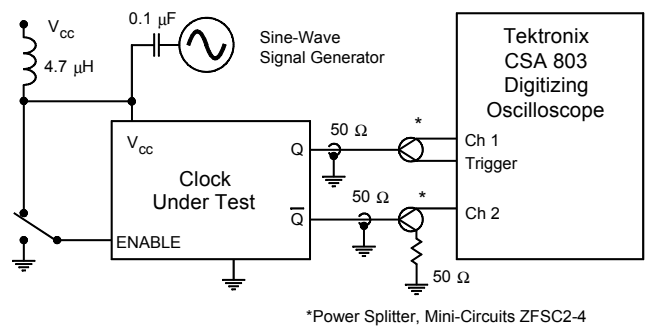 Vcc
4.7 μH
0.1 μF
Sine-Wave
Signal Generator
Tektronix
CSA 803
Digitizing
Oscilloscope
Vcc
Clock
Under Test
ENABLE
Q
Q̅
50 Ω
*
Ch 1
Trigger
50 Ω
*
Ch 2
50 Ω
*Power Splitter, Mini-Circuits ZFSC2-4